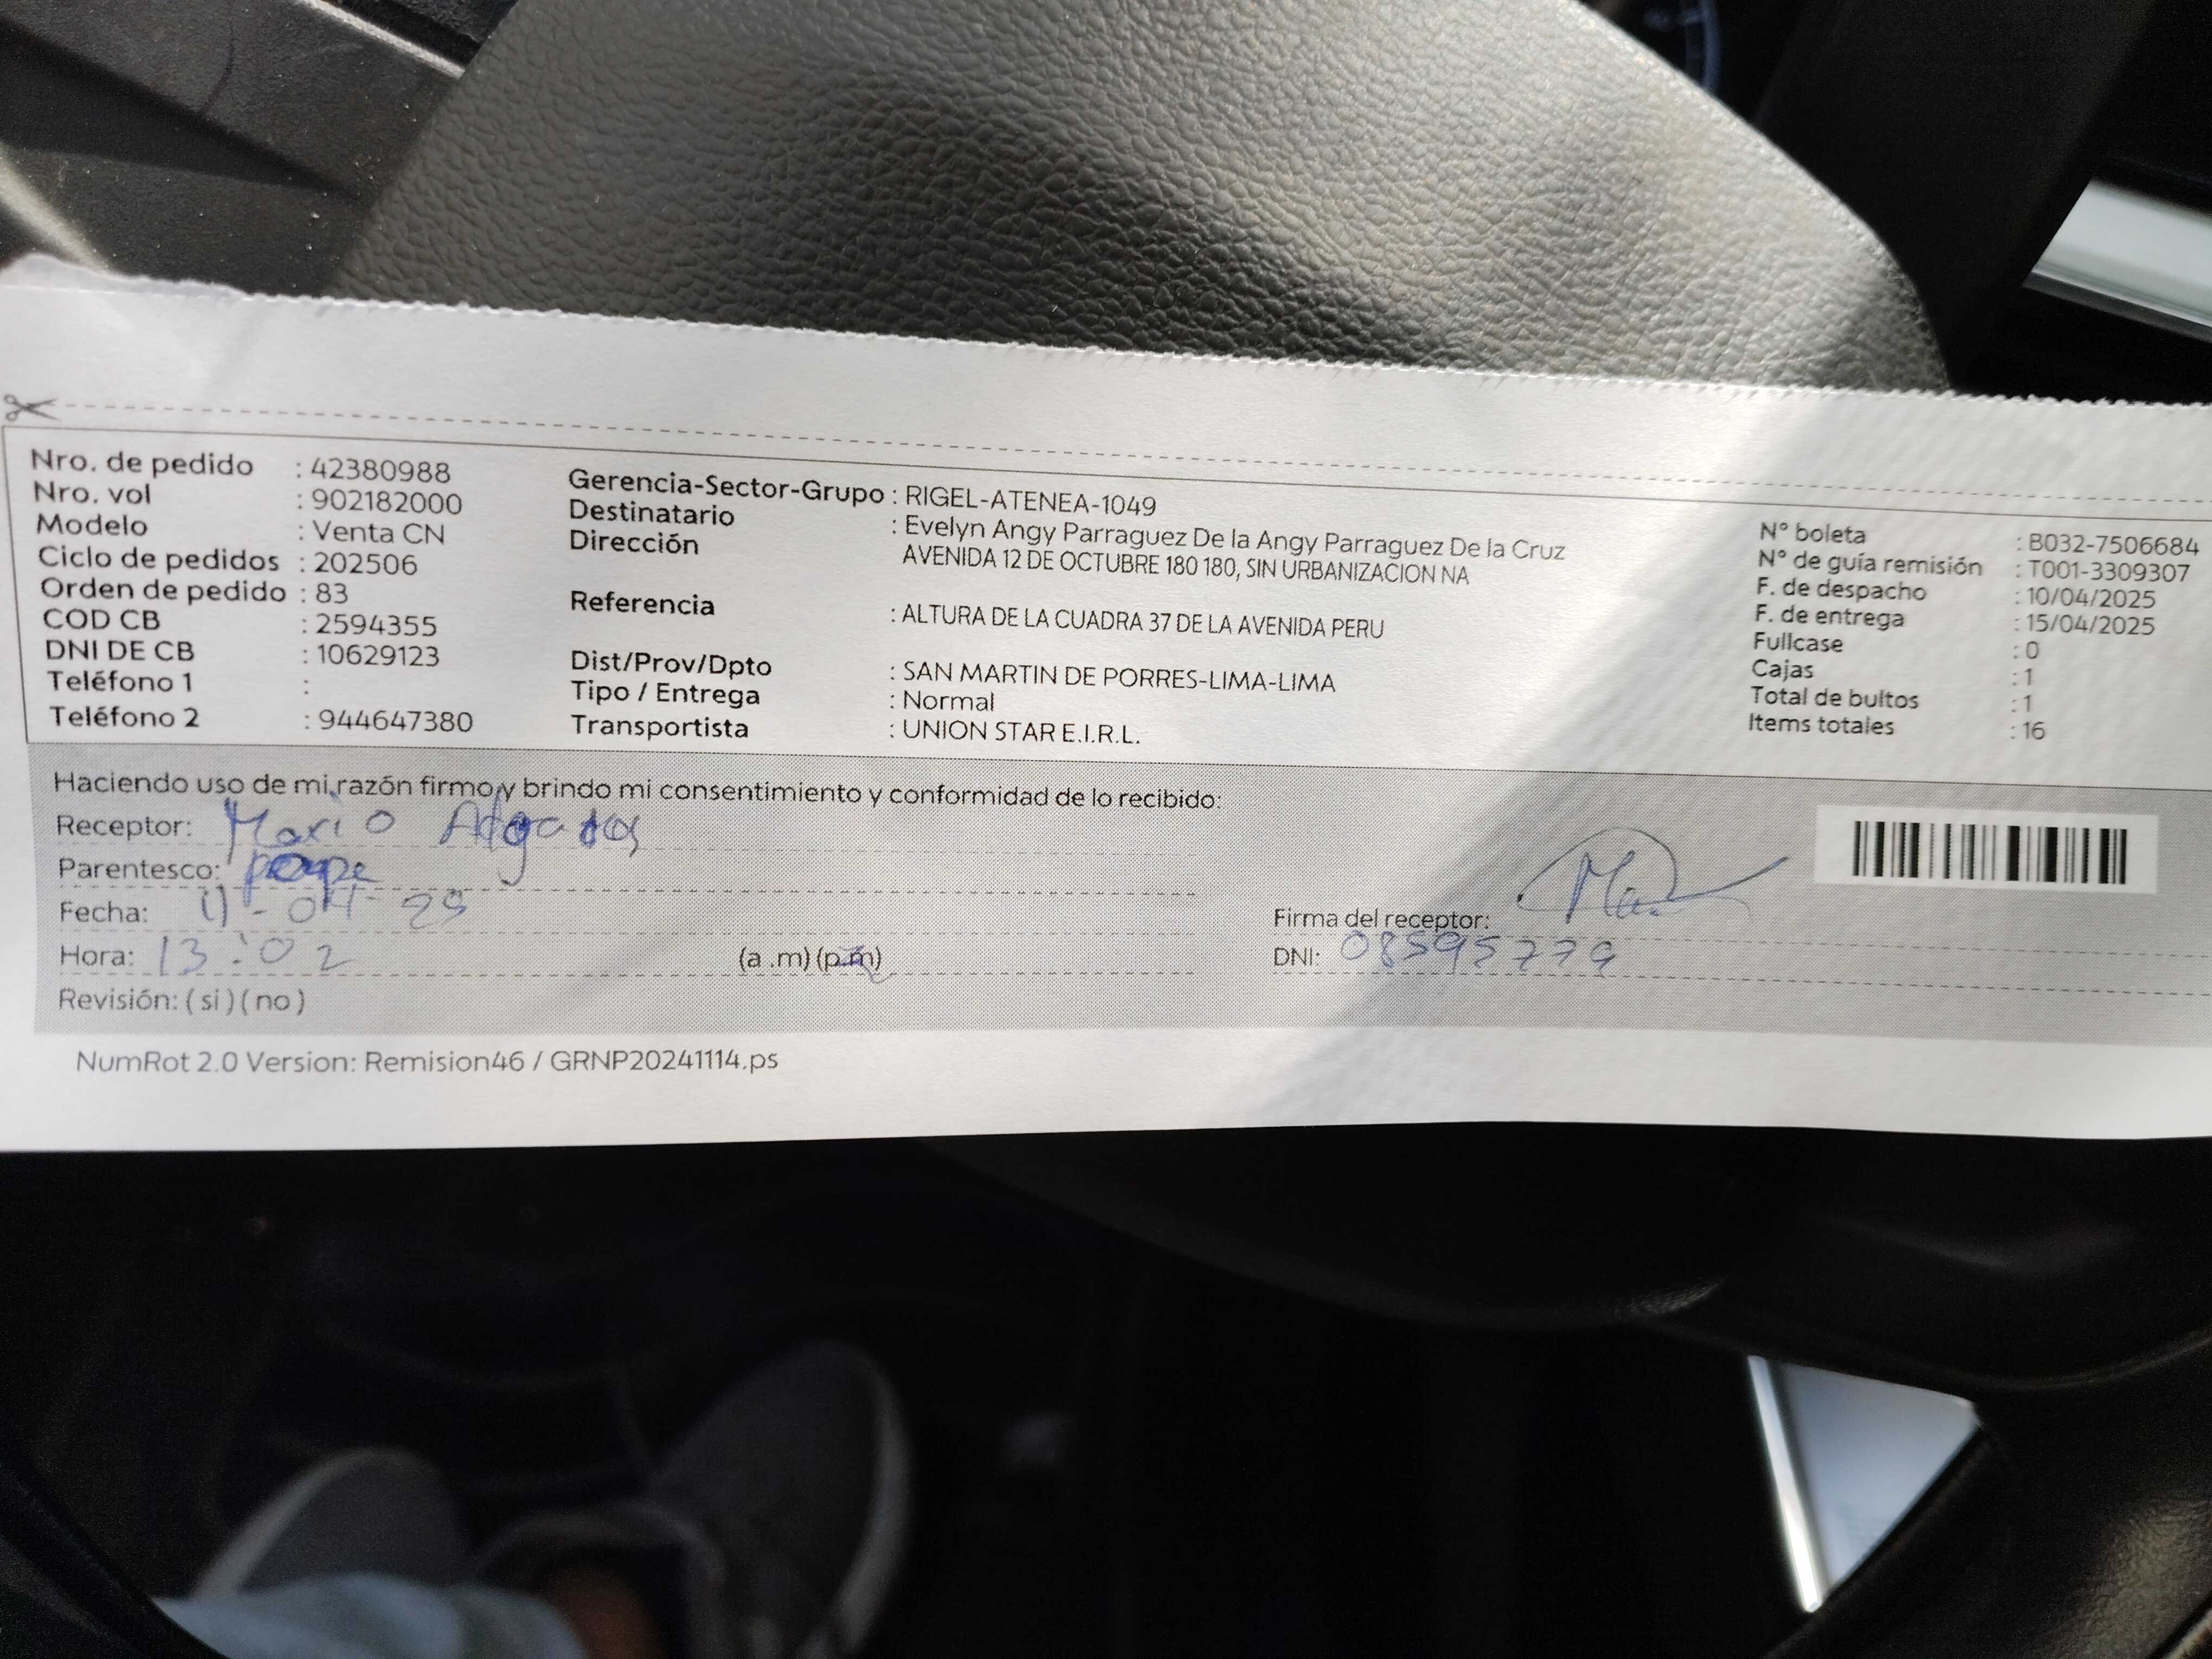 Nro. de pedido : 42380988
Nro. vol : 902182000
Modelo : Venta CN
Ciclo de pedidos : 202506
Orden de pedido : 83
COD CB : 2594355
DNI DE CB : 10629123
Teléfono 1 :
Teléfono 2 : 944647380
Gerencia-Sector-Grupo : RIGEL-ATENEA-1049
Destinatario : Evelyn Angy Parraguez De la Angy Parraguez De la Cruz
Dirección AVENIDA 12 DE OCTUBRE 180 180, SIN URBANIZACION NA
Referencia : ALTURA DE LA CUADRA 37 DE LA AVENIDA PERU
Dist/Prov/Dpto : SAN MARTIN DE PORRES-LIMA-LIMA
Tipo / Entrega : Normal
Transportista : UNION STAR E.I.R.L.
N° boleta : B032-7506684
N° de guía remisión : T001-3309307
F. de despacho : 10/04/2025
F. de entrega : 15/04/2025
Fullcase : 0
Cajas : 1
Total de bultos : 1
Items totales : 16
Haciendo uso de mi razón firmo y brindo mi consentimiento y conformidad de lo recibido:
Receptor: Mario
Parentesco:
Fecha: 11-04-25
Hora: 13:02 (a .m) (p.m)
Revisión: ( si ) ( no )
Firma del receptor:
DNI: 08595779
NumRot 2.0 Version: Remision46 / GRNP20241114.ps